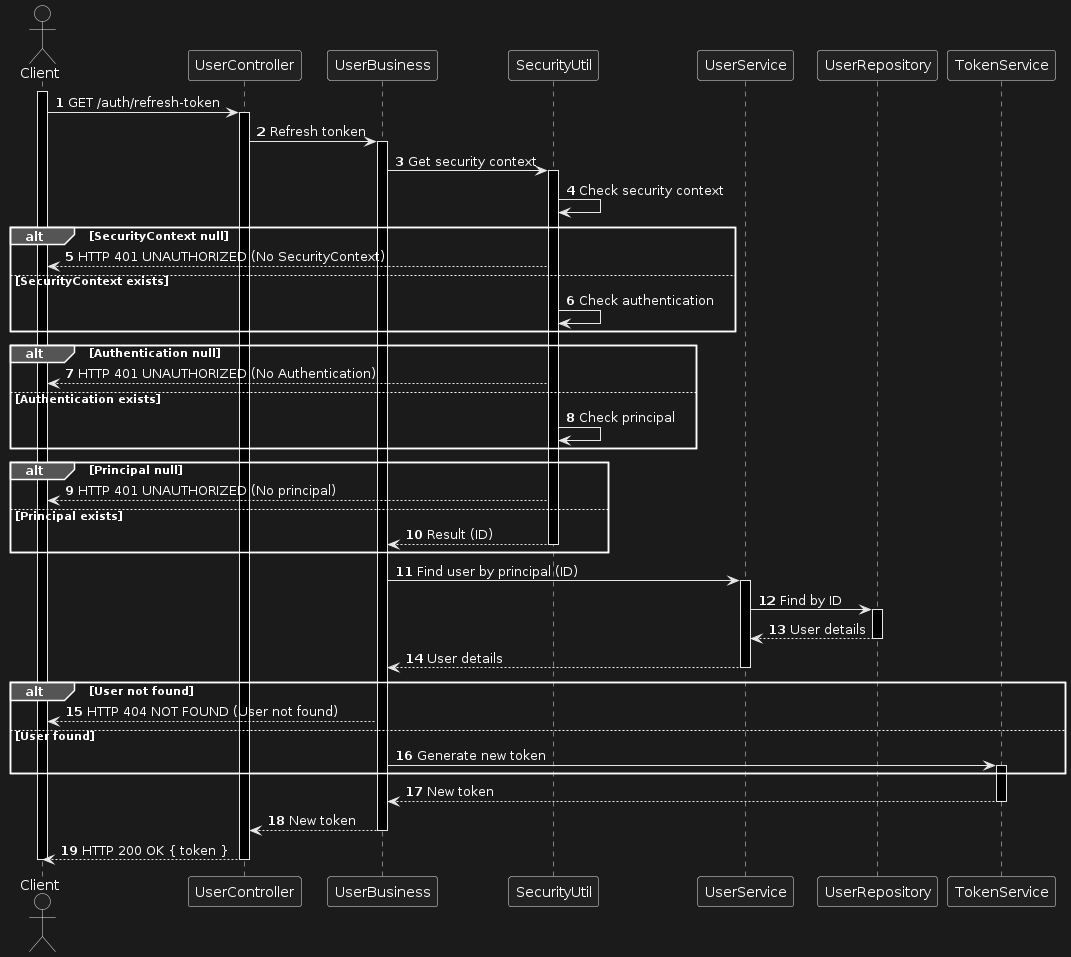 Client
UserController
UserBusiness
SecurityUtil
UserService
UserRepository
TokenService
1 GET /auth/refresh-token
2 Refresh tonken
3 Get security context
4 Check security context
alt [SecurityContext null]
5 HTTP 401 UNAUTHORIZED (No SecurityContext)
[SecurityContext exists]
6 Check authentication
alt [Authentication null]
7 HTTP 401 UNAUTHORIZED (No Authentication)
[Authentication exists]
8 Check principal
alt [Principal null]
9 HTTP 401 UNAUTHORIZED (No principal)
[Principal exists]
10 Result (ID)
11 Find user by principal (ID)
12 Find by ID
13 User details
14 User details
alt [User not found]
15 HTTP 404 NOT FOUND (User not found)
[User found]
16 Generate new token
17 New token
18 New token
19 HTTP 200 OK { token }
Client
UserController
UserBusiness
SecurityUtil
UserService
UserRepository
TokenService